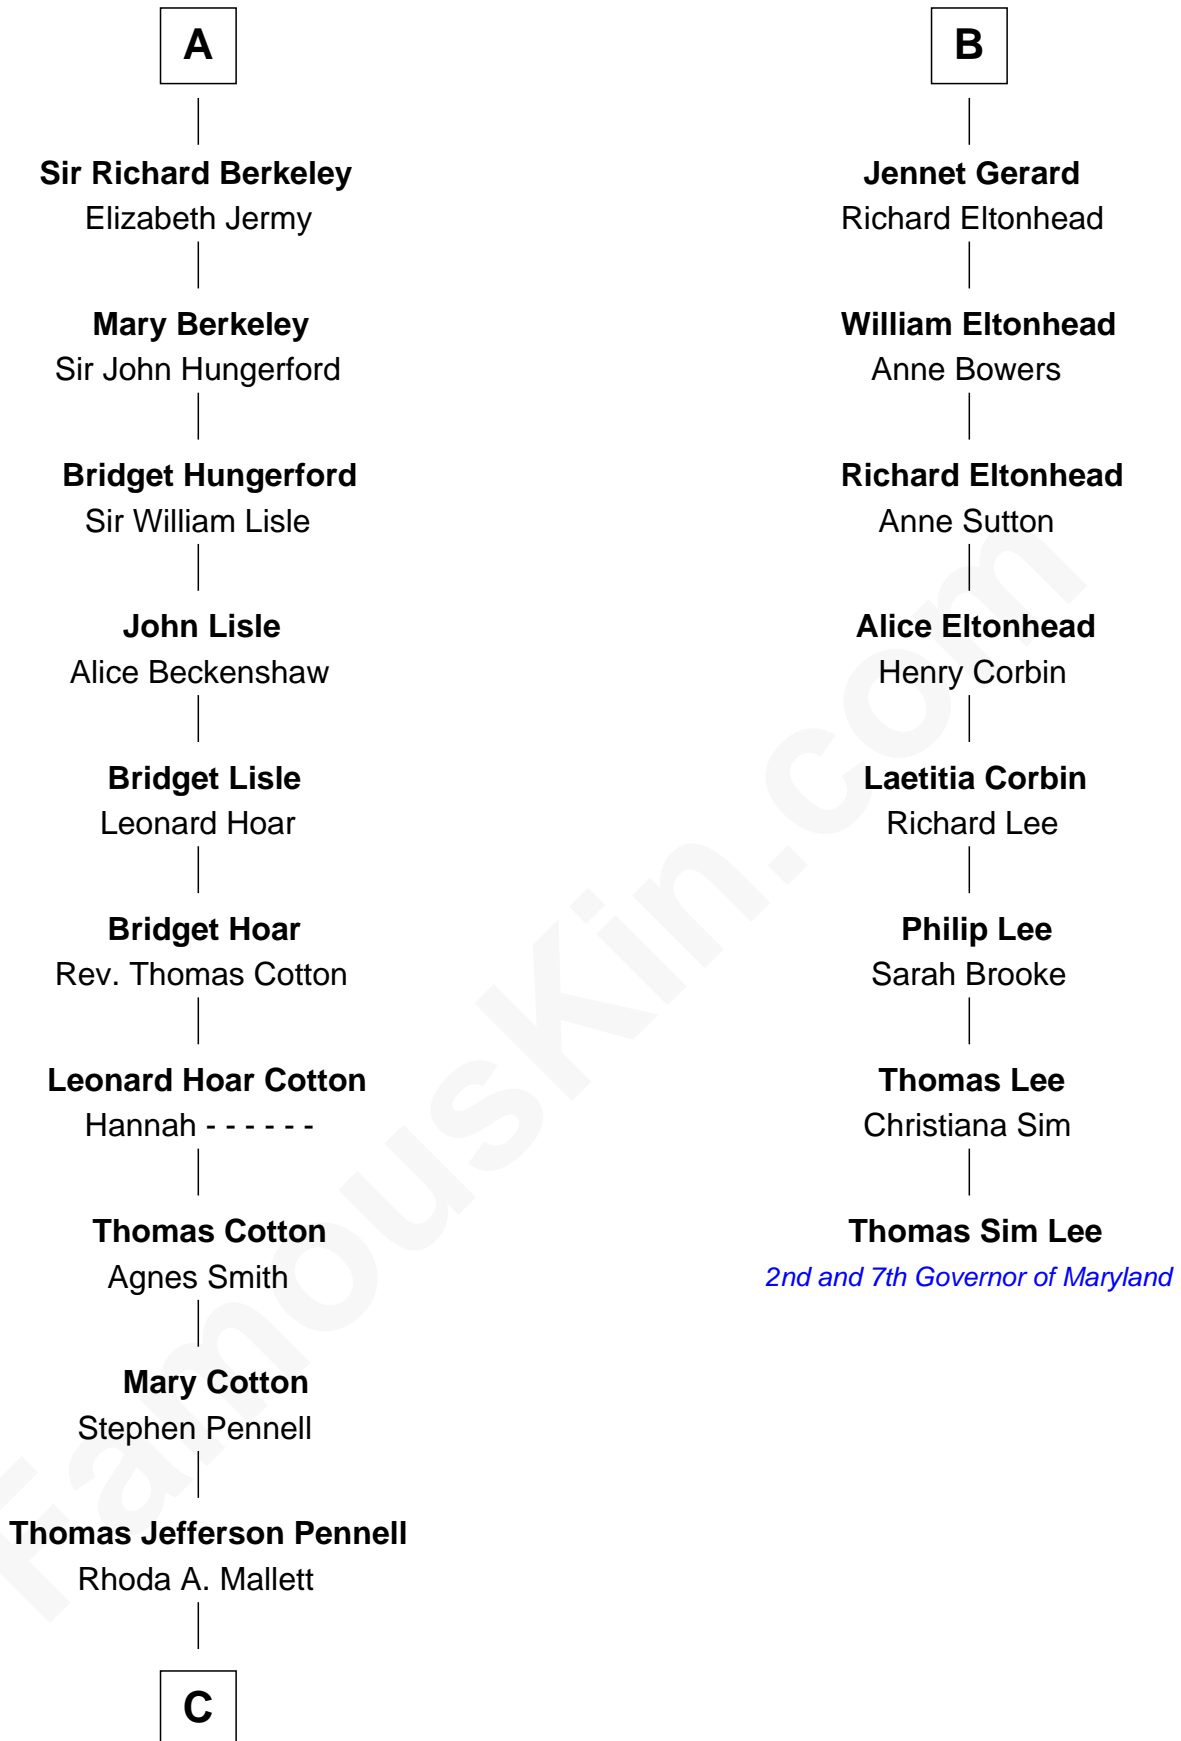 A
Sir Richard Berkeley
Elizabeth Jermy
Mary Berkeley
Sir John Hungerford
Bridget Hungerford
Sir William Lisle
John Lisle
Alice Beckenshaw
Bridget Lisle
Leonard Hoar
Bridget Hoar
Rev. Thomas Cotton
Leonard Hoar Cotton
Hannah - - - - - -
Thomas Cotton
Agnes Smith
Mary Cotton
Stephen Pennell
Thomas Jefferson Pennell
Rhoda A. Mallett
C
B
Jennet Gerard
Richard Eltonhead
William Eltonhead
Anne Bowers
Richard Eltonhead
Anne Sutton
Alice Eltonhead
Henry Corbin
Laetitia Corbin
Richard Lee
Philip Lee
Sarah Brooke
Thomas Lee
Christiana Sim
Thomas Sim Lee
2nd and 7th Governor of Maryland
FamousKin.com